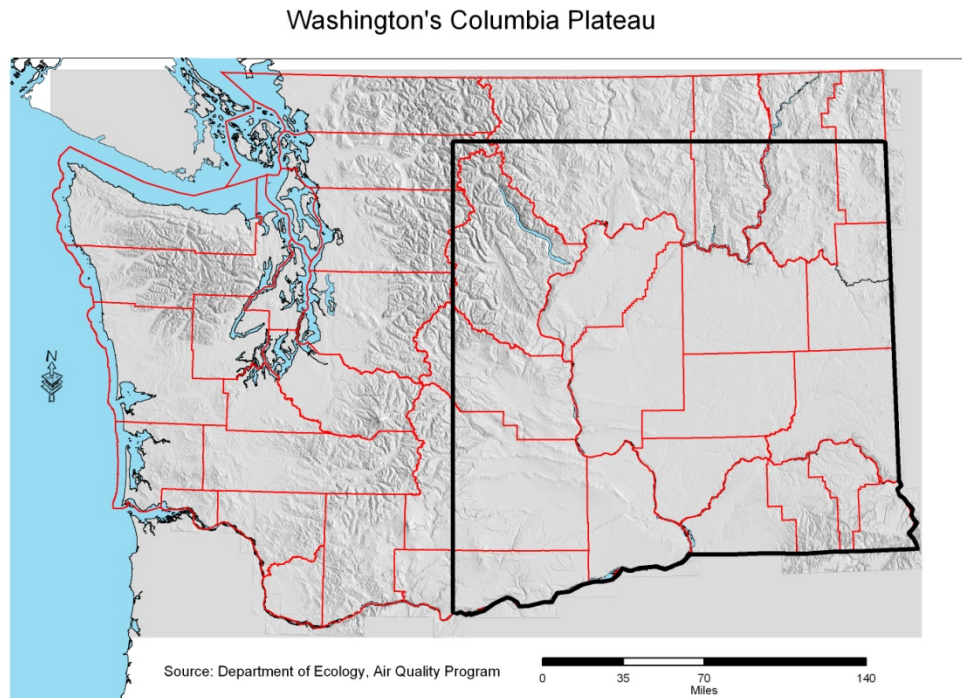 Washington's Columbia Plateau
N
Source: Department of Ecology, Air Quality Program
0 35 70 140
Miles